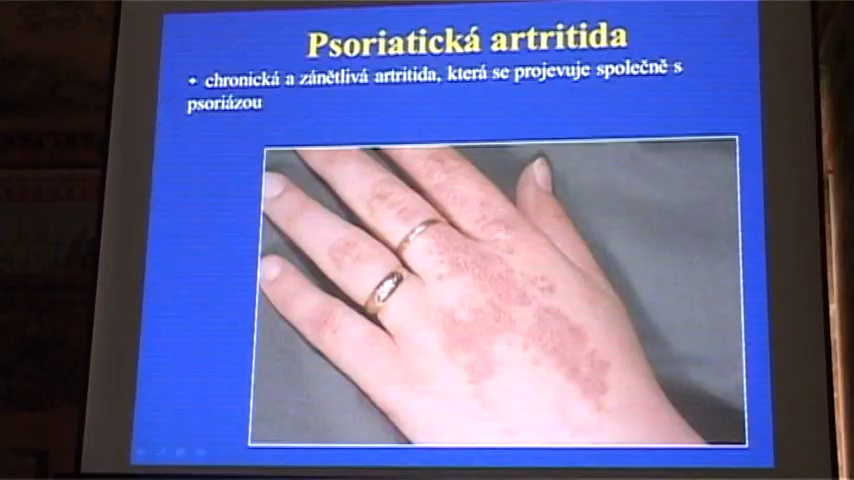 Psoriatická artritida
• chronická a zánětlivá artritida, která se projevuje společně s
psoriázou